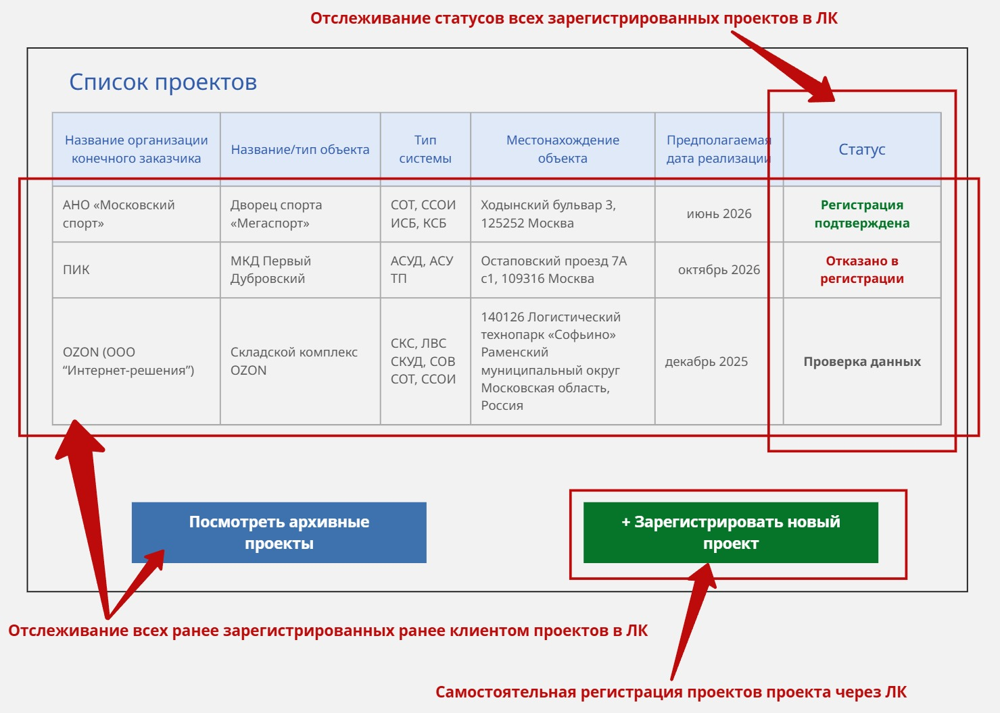 Отслеживание статусов всех зарегистрированных проектов в ЛК
Список проектов
Название организации
конечного заказчика
Название/тип объекта
Тип
системы
Местонахождение
объекта
Предполагаемая
дата реализации
Статус
АНО «Московский
спорт»
Дворец спорта
«Мегаспорт»
СОТ, ССОИ
ИСБ, КСБ
Ходынский бульвар 3,
125252 Москва
июнь 2026
Регистрация
подтверждена
ПИК
МКД Первый
Дубровский
АСУД, АСУ
ТП
Остаповский проезд 7А
с1, 109316 Москва
октябрь 2026
Отказано в
регистрации
OZON (ООО
“Интернет-решения”)
Складской комплекс
OZON
СКС, ЛВС
СКУД, СОВ
СОТ, ССОИ
140126 Логистический
технопарк «Софьино»
Раменский
муниципальный округ
Московская область,
Россия
декабрь 2025
Проверка данных
Посмотреть архивные
проекты
+ Зарегистрировать новый
проект
Отслеживание всех ранее зарегистрированных ранее клиентом проектов в ЛК
Самостоятельная регистрация проектов проекта через ЛК